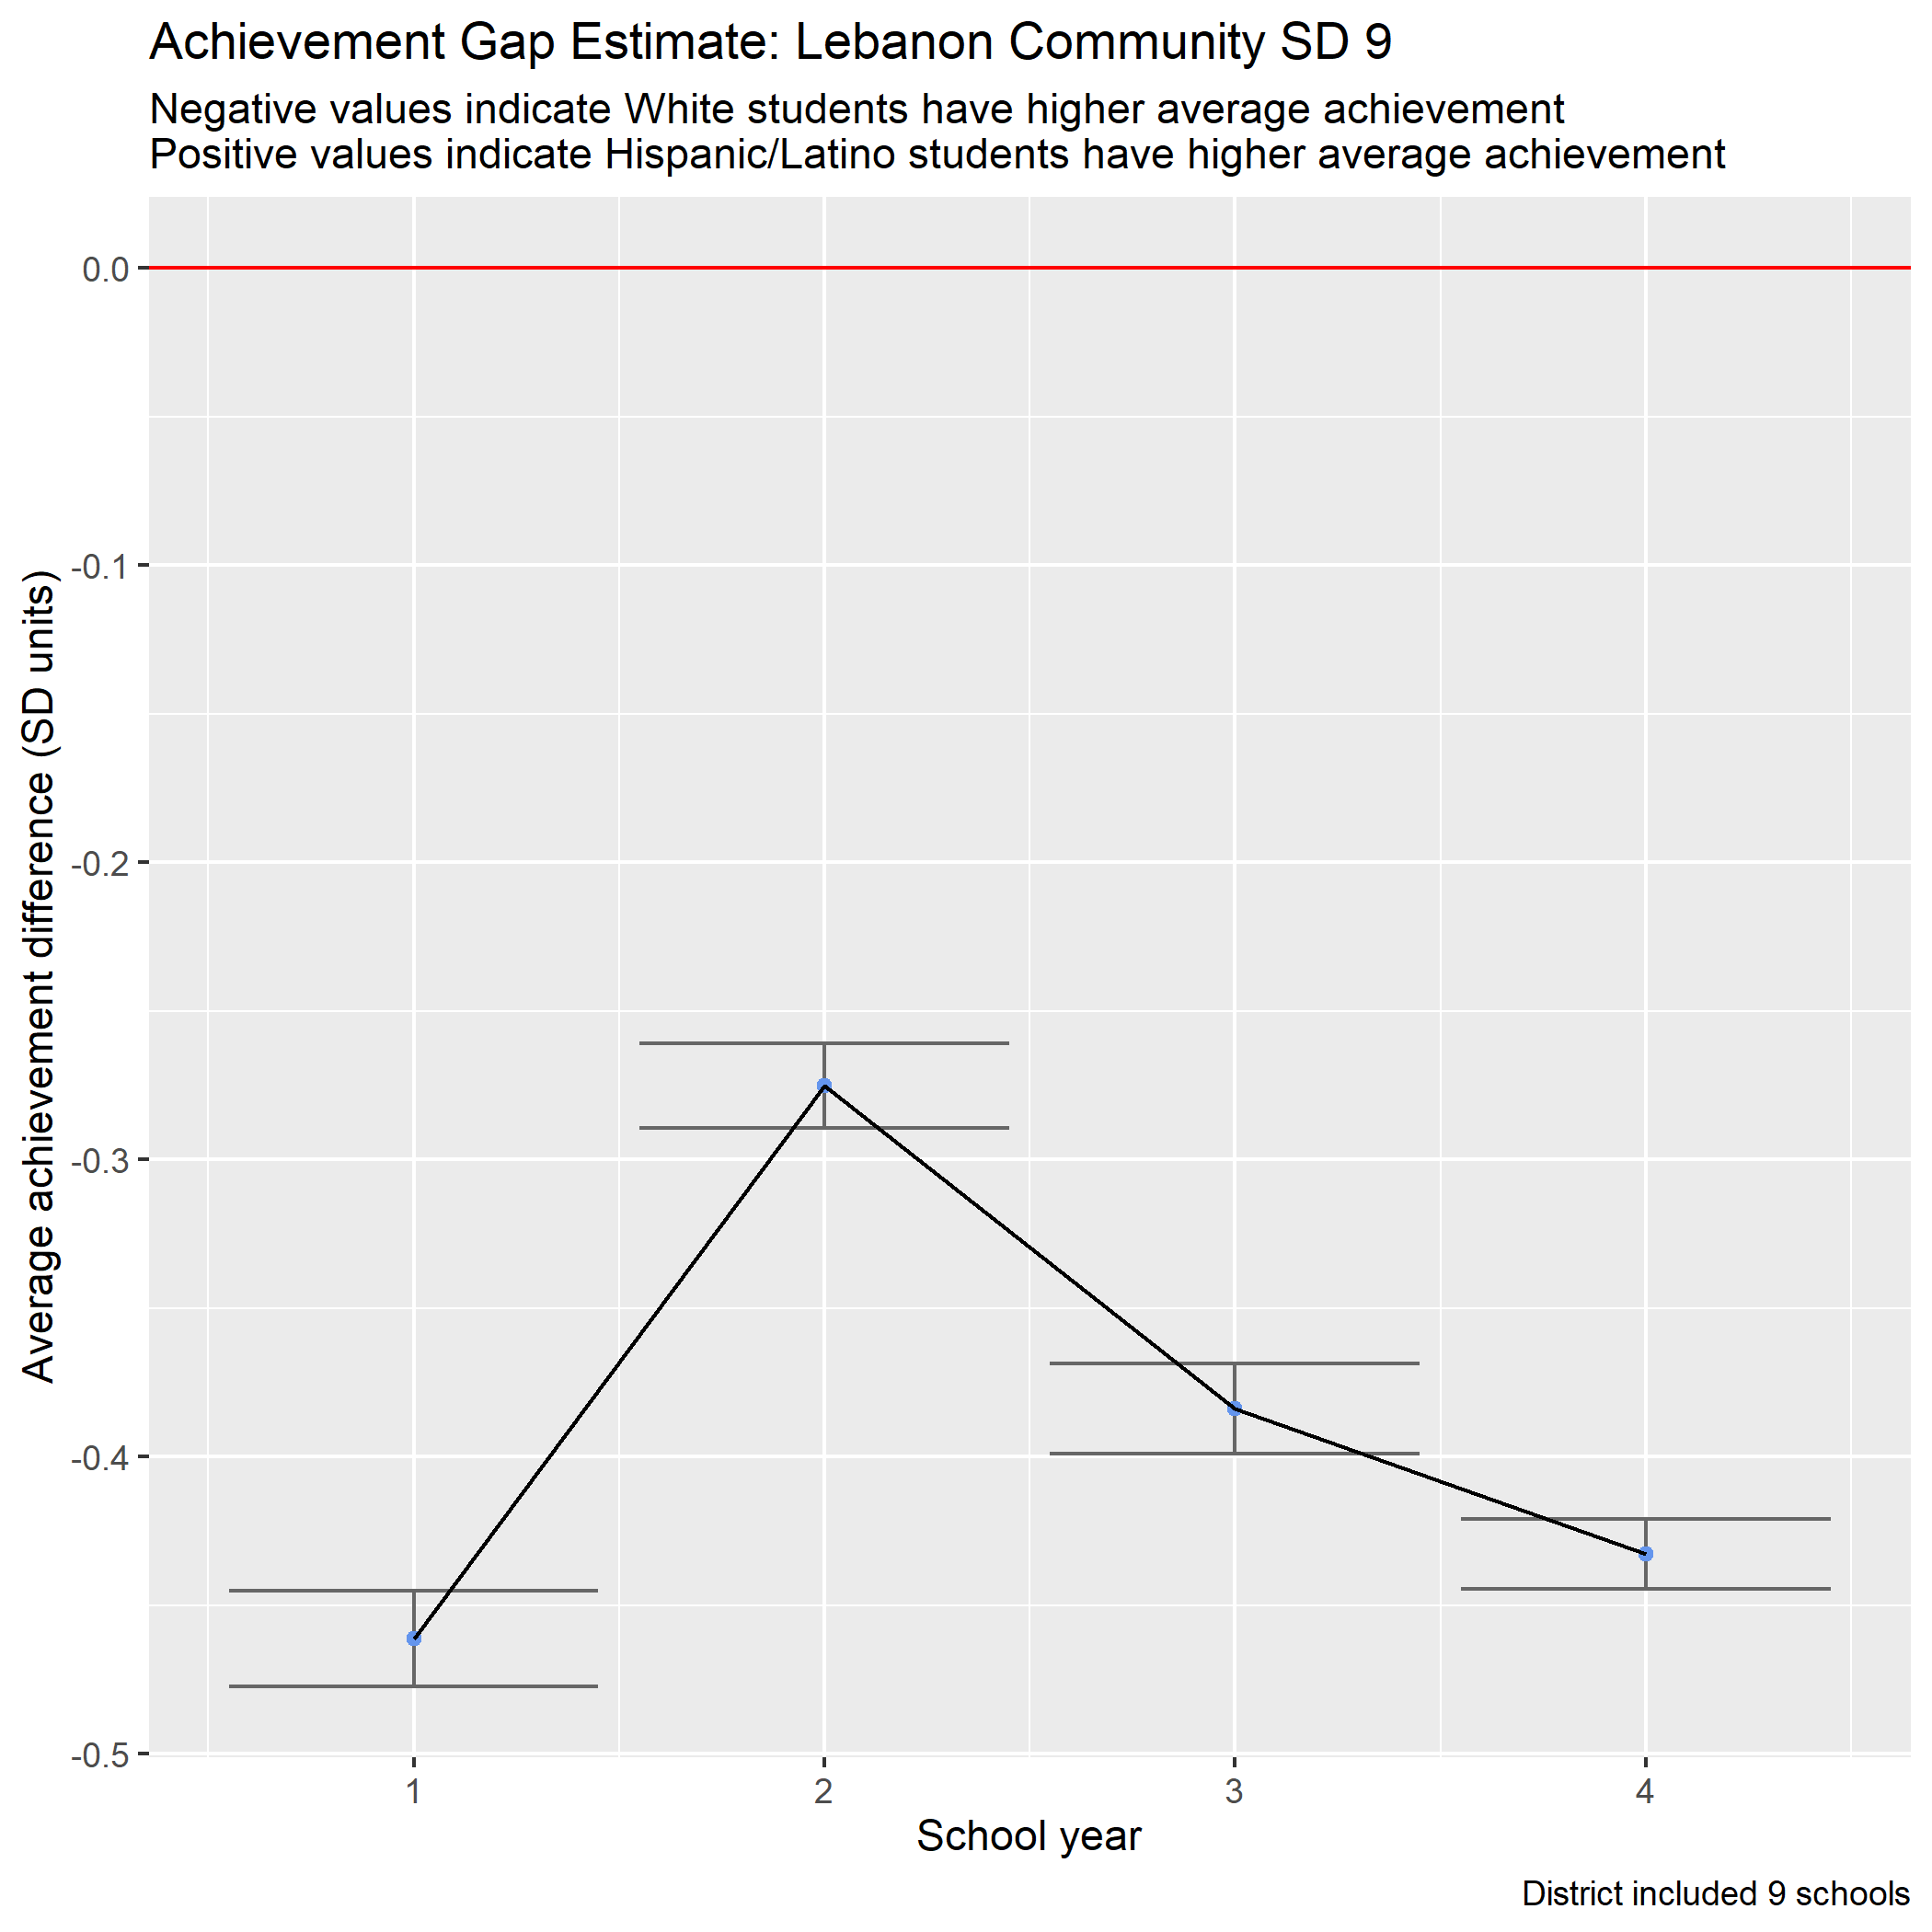 Achievement Gap Estimate: Lebanon Community SD 9
Negative values indicate White students have higher average achievement
Positive values indicate Hispanic/Latino students have higher average achievement
Average achievement difference (SD units)
0.0
-0.1
-0.2
-0.3
-0.4
-0.5
1 2 3 4
School year
District included 9 schools